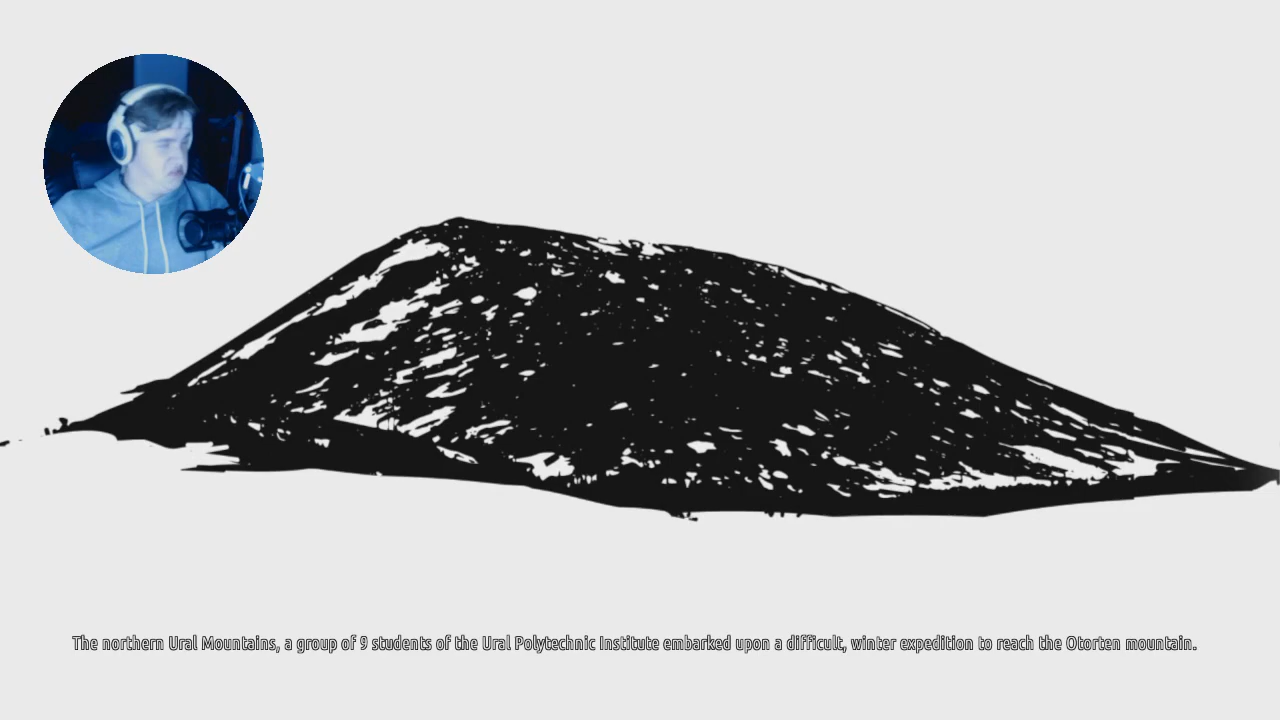 The northern Ural Mountains, a group of 9 students of the Ural Polytechnic Institute embarked upon a difficult, winter expedition to reach the Otorten mountain.